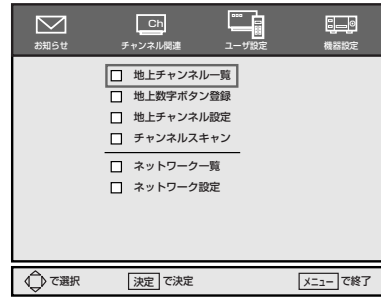 Ch
お知らせ チャンネル関連 ユーザ設定 機器設定
地上チャンネル一覧
地上数字ボタン登録
地上チャンネル設定
チャンネルスキャン
ネットワーク一覧
ネットワーク設定
で選択 決定 で決定 メニュー で終了